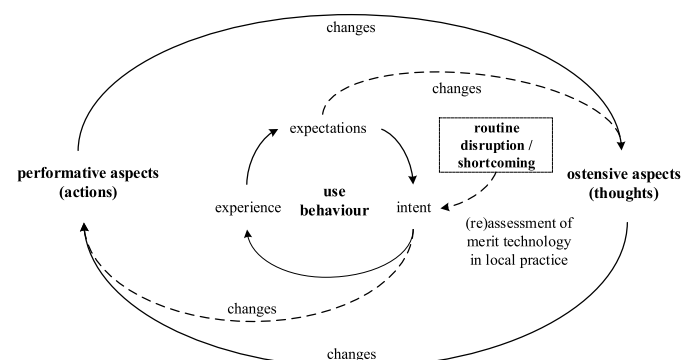 changes
changes
expectations
routine
disruption /
shortcoming
performative aspects
(actions)
ostensive aspects
(thoughts)
use
behaviour
experience
intent
(re)assessment of
merit technology
in local practice
changes
changes